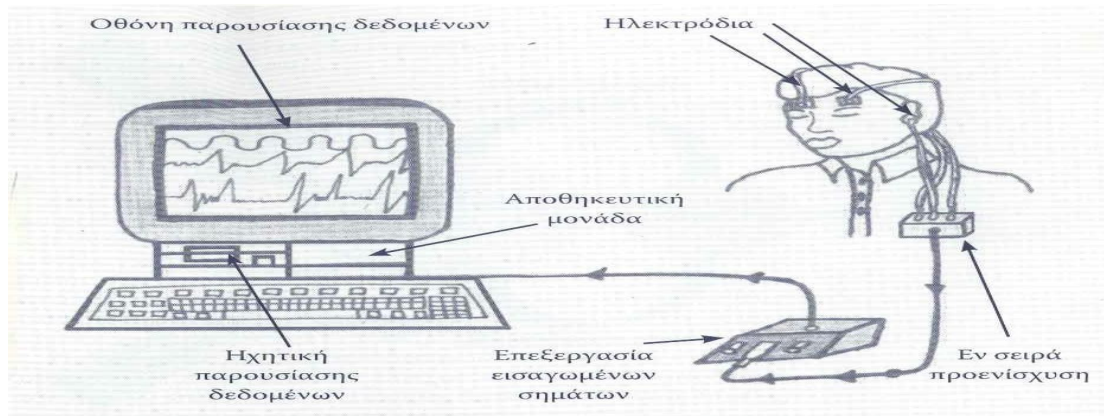 Οθόνη παρουσίασης δεδομένων
Ηλεκτρόδια
Αποθηκευτική
μονάδα
Ηχητική
παρουσίασης
δεδομένων
Επεξεργασία
εισαγωμένων
σημάτων
Εν σειρά
προενίσχυση